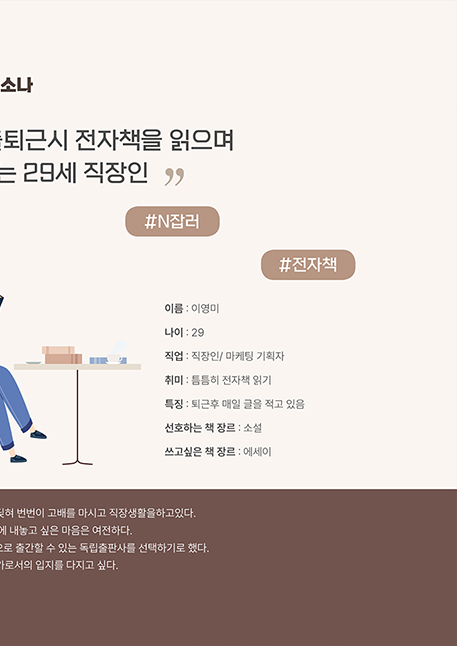 소나
퇴근시 전자책을 읽으며
는 29세 직장인 ”
#N잡러
#전자책
이름 : 이영미
나이 : 29
직업 : 직장인/ 마케팅 기획자
취미 : 틈틈히 전자책 읽기
특징 : 퇴근후 매일 글을 적고 있음
선호하는 책 장르 : 소설
쓰고싶은 책 장르 : 에세이
번번이 고배를 마시고 직장생활을하고있다.
에 내놓고 싶은 마음은 여전하다.
으로 출간할 수 있는 독립출판사를 선택하기로 했다.
가로서의 입지를 다지고 싶다.